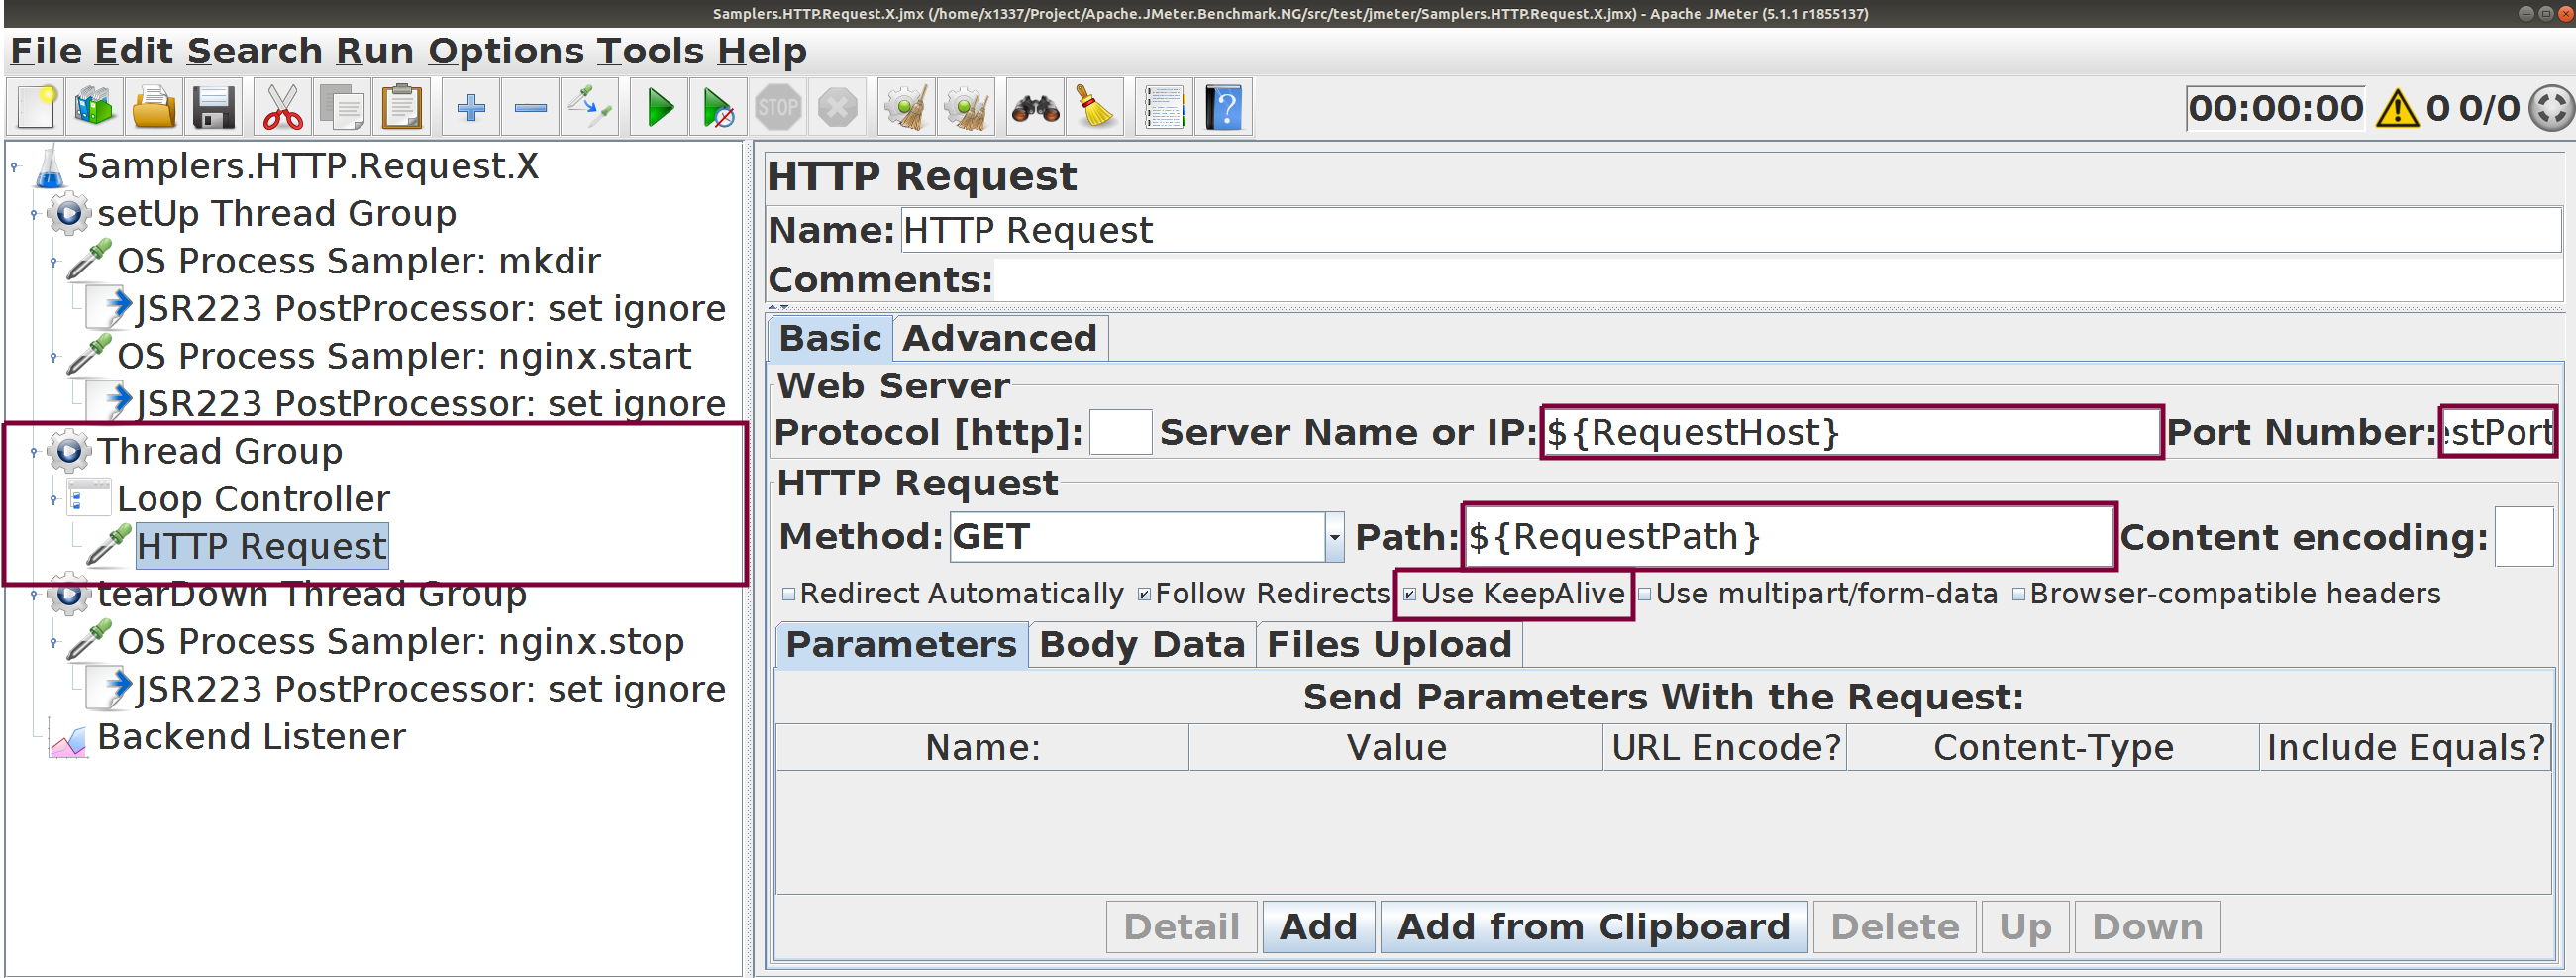 Samplers.HTTP.Request.X.jmx (/home/x1337/Project/Apache.JMeter.Benchmark.NG/src/test/jmeter/Samplers.HTTP.Request.X.jmx) - Apache JMeter (5.1.1 r1855137)
File Edit Search Run Options Tools Help
STOP
00:00:00 0 0/0
Samplers.HTTP.Request.X
setUp Thread Group
OS Process Sampler: mkdir
JSR223 PostProcessor: set ignore
OS Process Sampler: nginx.start
JSR223 PostProcessor: set ignore
Thread Group
Loop Controller
HTTP Request
tearDown Thread Group
OS Process Sampler: nginx.stop
JSR223 PostProcessor: set ignore
Backend Listener
HTTP Request
Name: HTTP Request
Comments:
Basic Advanced
Web Server
Protocol [http]: Server Name or IP: ${RequestHost} Port Number: estPort
HTTP Request
Method: GET Path: ${RequestPath} Content encoding:
Redirect Automatically Follow Redirects Use KeepAlive Use multipart/form-data Browser-compatible headers
Parameters Body Data Files Upload
Send Parameters With the Request:
Name: Value URL Encode? Content-Type Include Equals?
Detail Add Add from Clipboard Delete Up Down